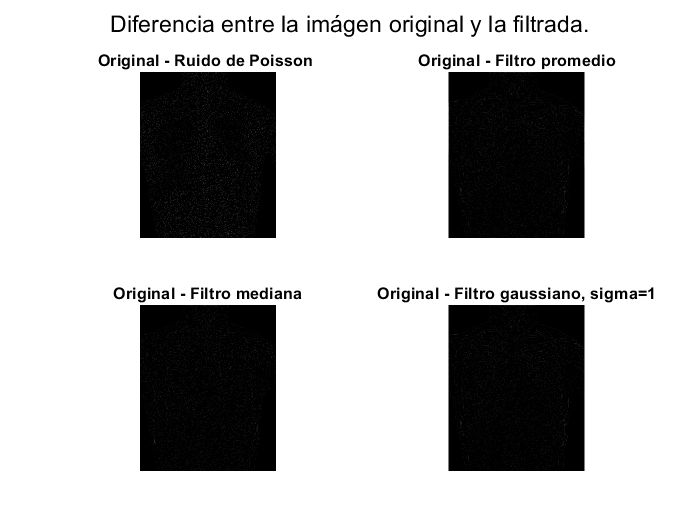 Diferencia entre la imágen original y la filtrada.
Original - Ruido de Poisson
Original - Filtro promedio
Original - Filtro mediana
Original - Filtro gaussiano, sigma=1